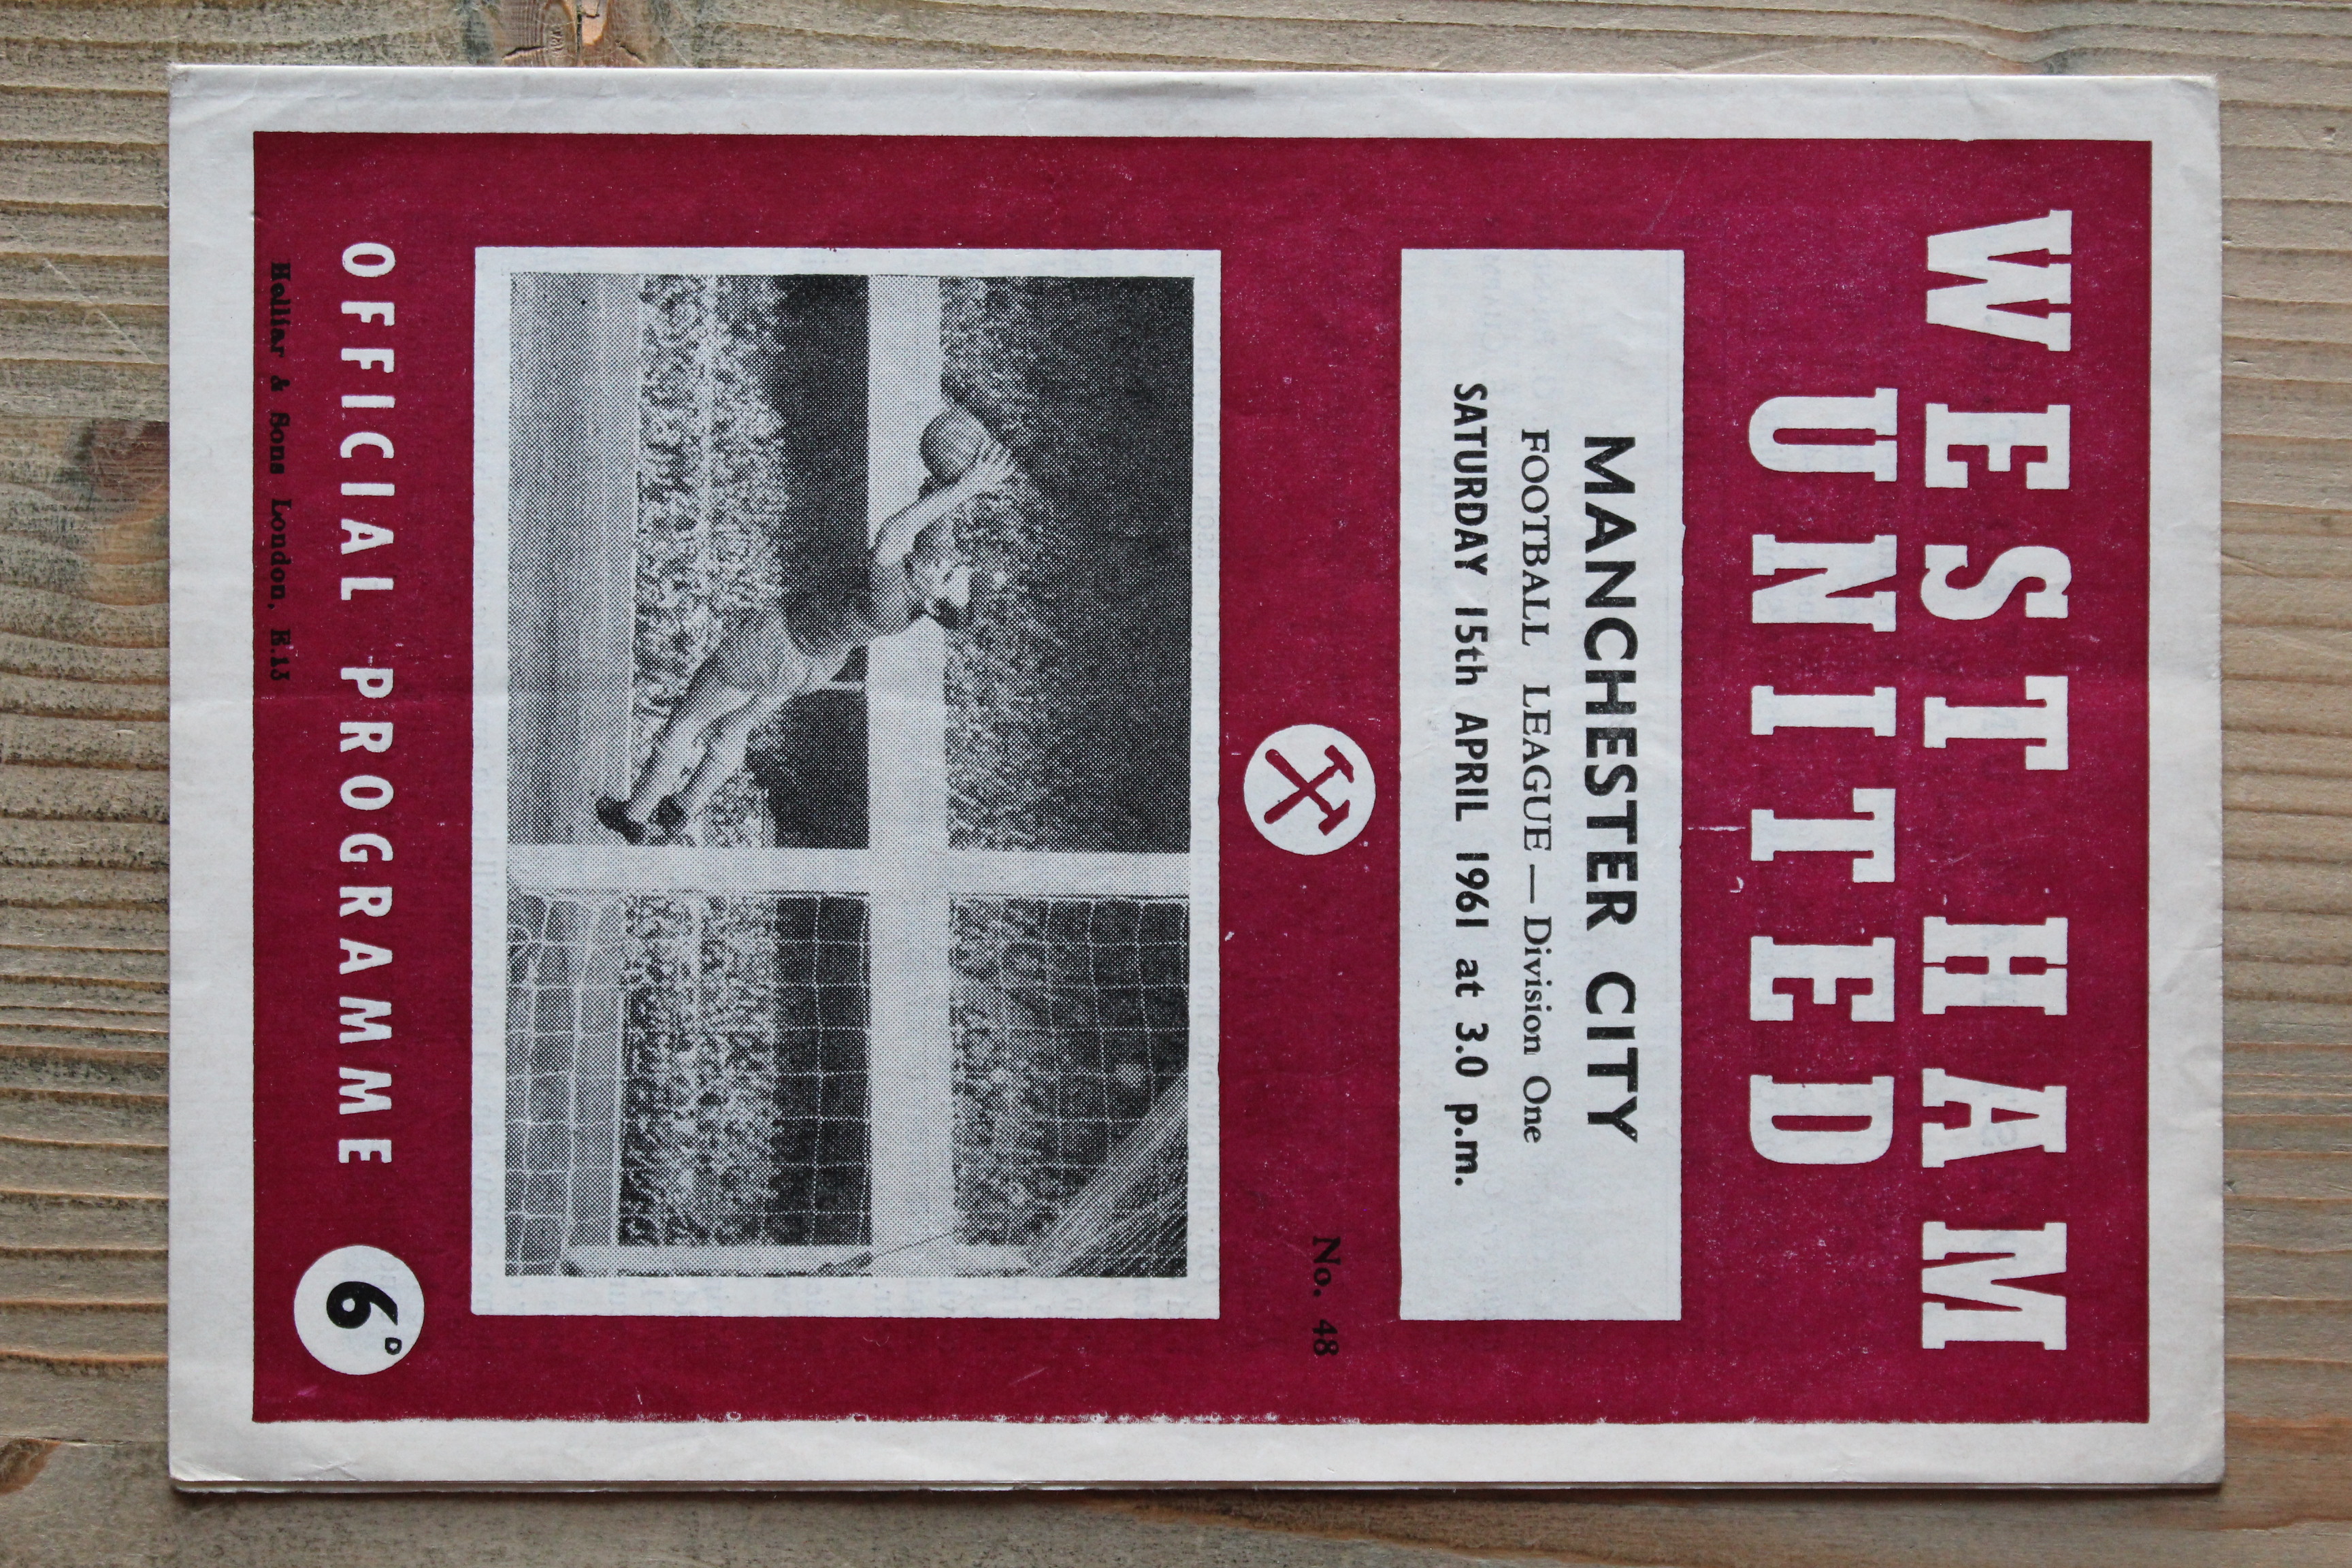 WEST HAM
UNITED
MANCHESTER CITY
FOOTBALL LEAGUE — Division One
SATURDAY 15th APRIL 1961 at 3.0 p.m.
No. 48
OFFICIAL PROGRAMME
6D
Helliar & Sons London, E.13